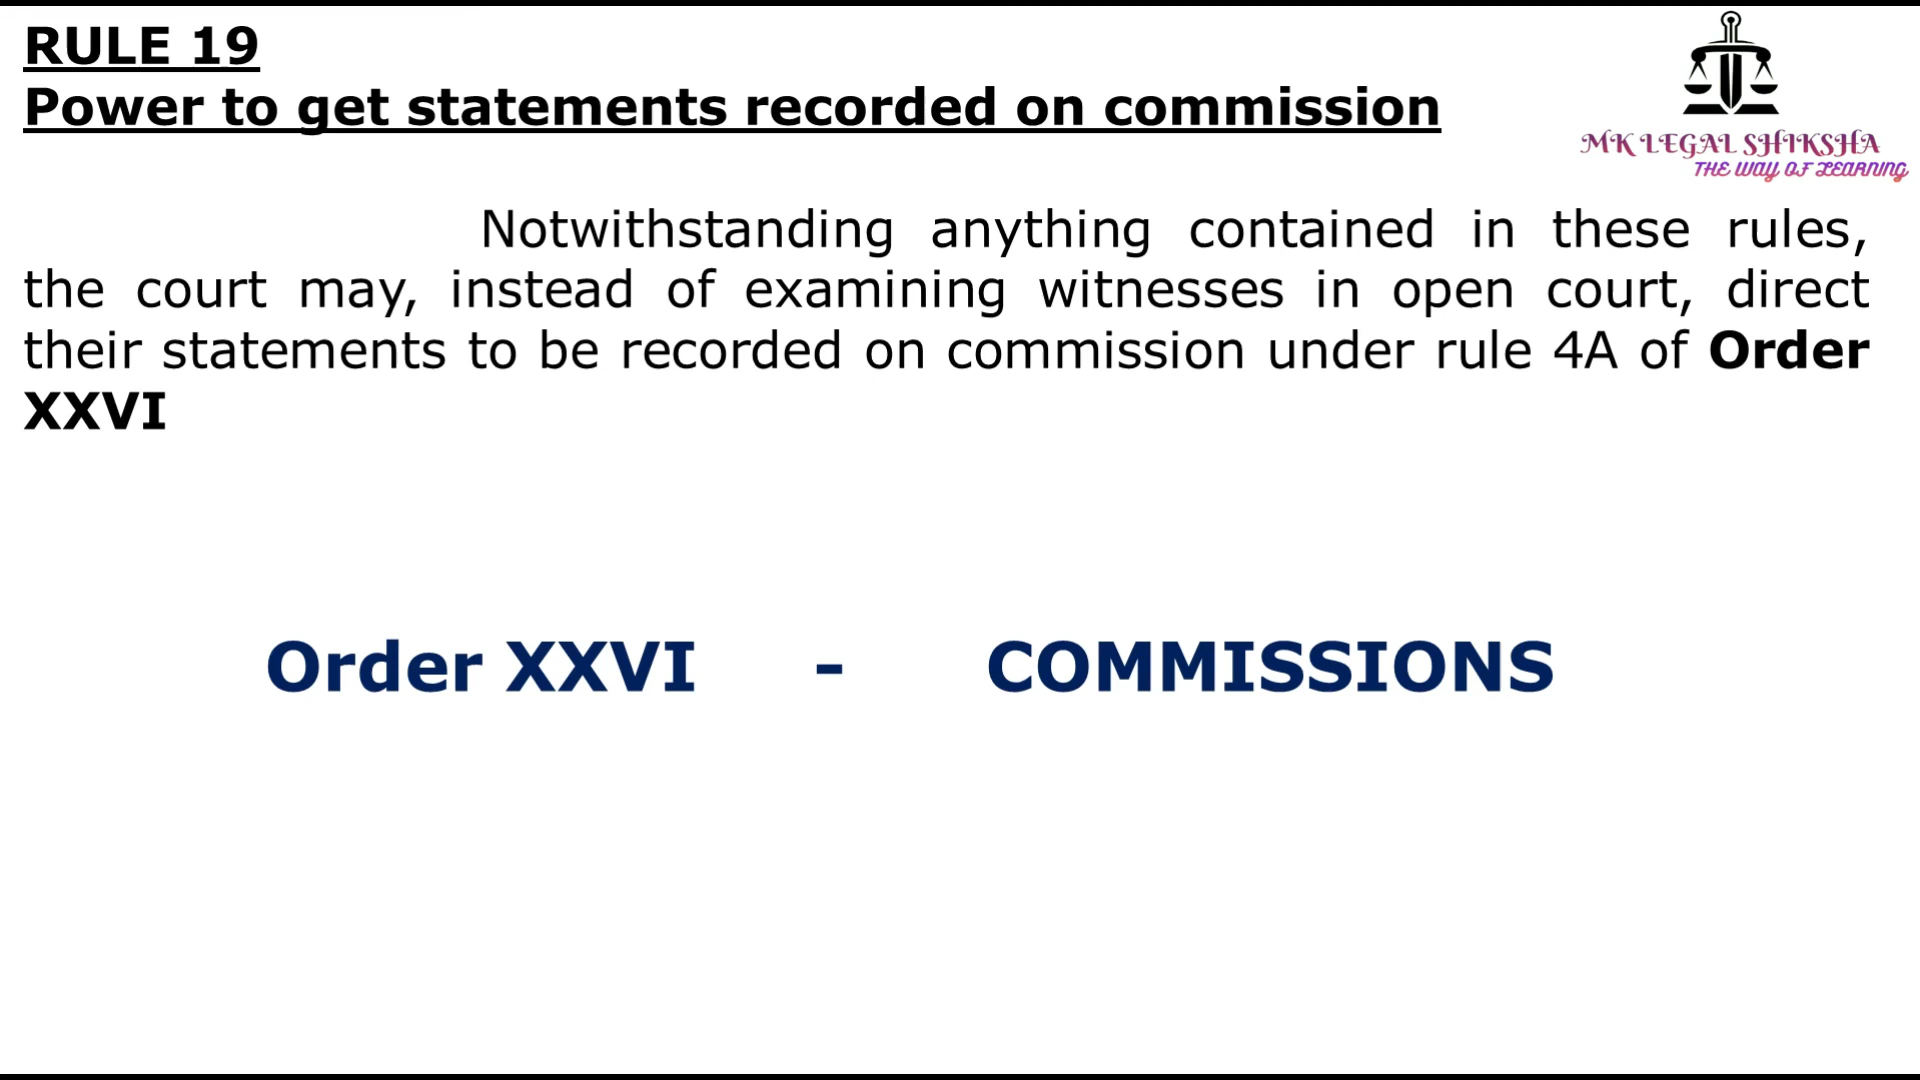 RULE 19
Power to get statements recorded on commission
MK LEGAL SHIKSHA
THE WAY OF LEARNING
Notwithstanding anything contained in these rules,
the court may, instead of examining witnesses in open court, direct
their statements to be recorded on commission under rule 4A of Order
XXVI
Order XXVI - COMMISSIONS